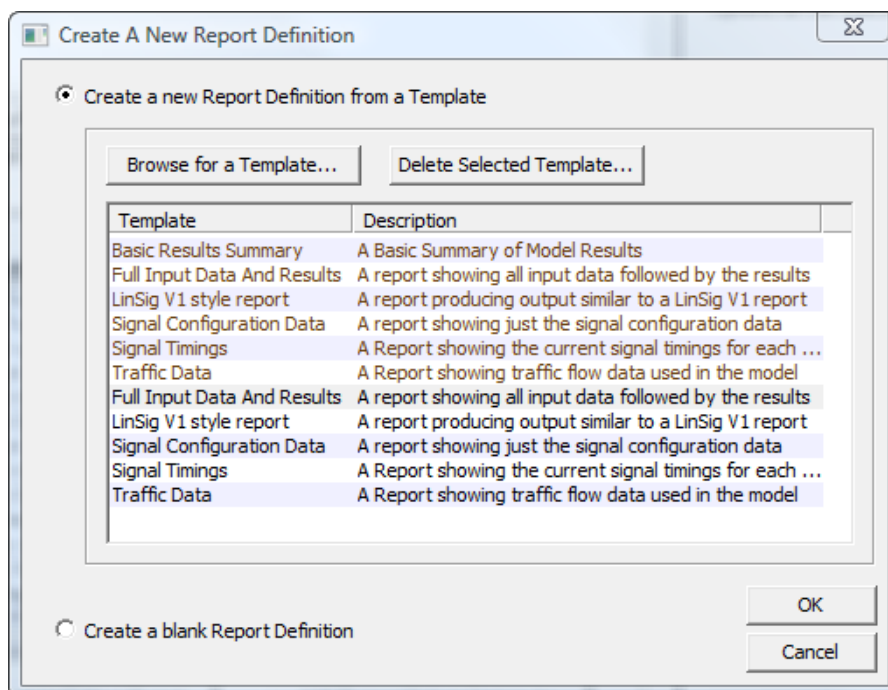 Create A New Report Definition
Create a new Report Definition from a Template
Browse for a Template... Delete Selected Template...
Template Description
Basic Results Summary A Basic Summary of Model Results
Full Input Data And Results A report showing all input data followed by the results
LinSig V1 style report A report producing output similar to a LinSig V1 report
Signal Configuration Data A report showing just the signal configuration data
Signal Timings A Report showing the current signal timings for each ...
Traffic Data A Report showing traffic flow data used in the model
Full Input Data And Results A report showing all input data followed by the results
LinSig V1 style report A report producing output similar to a LinSig V1 report
Signal Configuration Data A report showing just the signal configuration data
Signal Timings A Report showing the current signal timings for each ...
Traffic Data A Report showing traffic flow data used in the model
OK
Create a blank Report Definition
Cancel